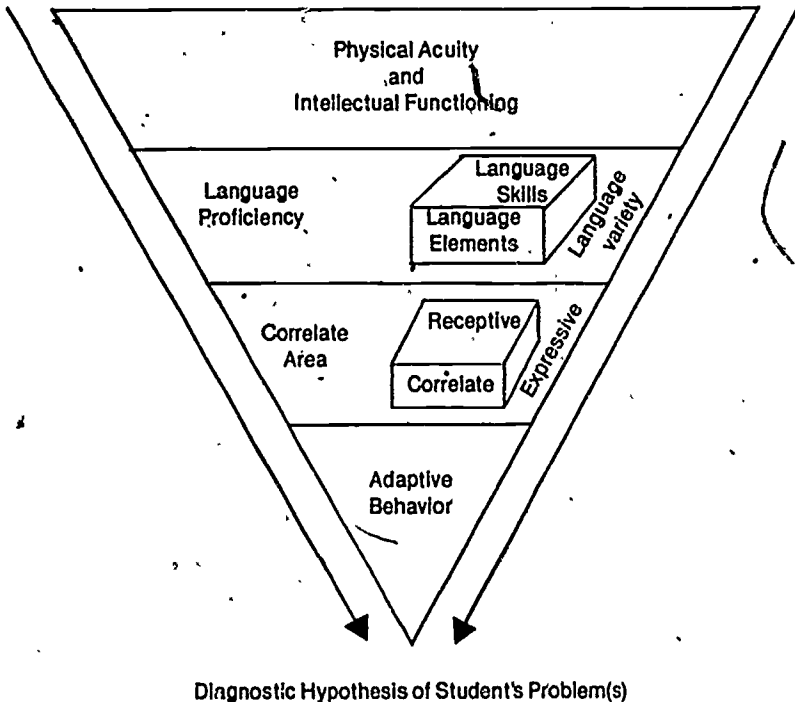 Physical Acuity
and
Intellectual Functioning
Language
Proficiency
Language
Skills
Language
Elements
Language
variety
Correlate
Area
Receptive
Correlate
Expressive
Adaptive
Behavior
Diagnostic Hypothesis of Student's Problem(s)